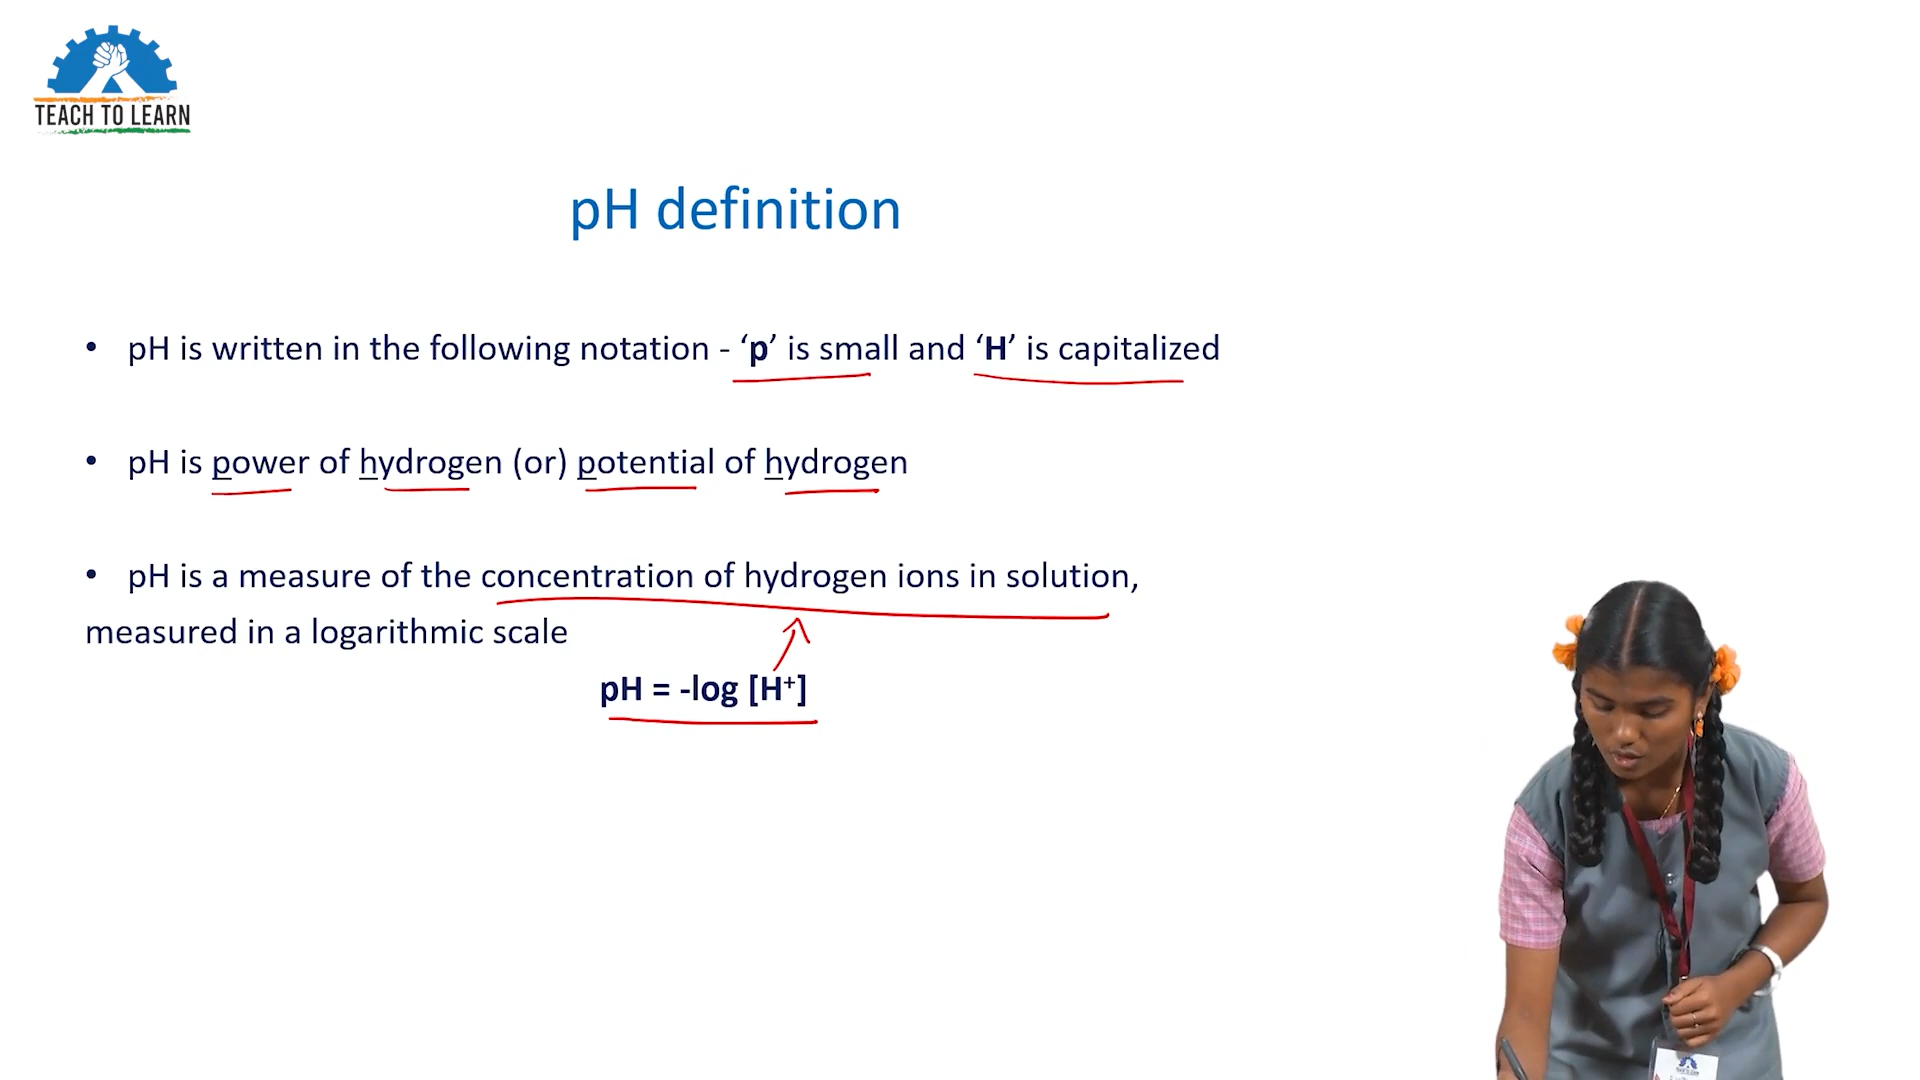 TEACH TO LEARN
pH definition
• pH is written in the following notation - ‘p’ is small and ‘H’ is capitalized
• pH is power of hydrogen (or) potential of hydrogen
• pH is a measure of the concentration of hydrogen ions in solution,
measured in a logarithmic scale
pH = -log [H⁺]